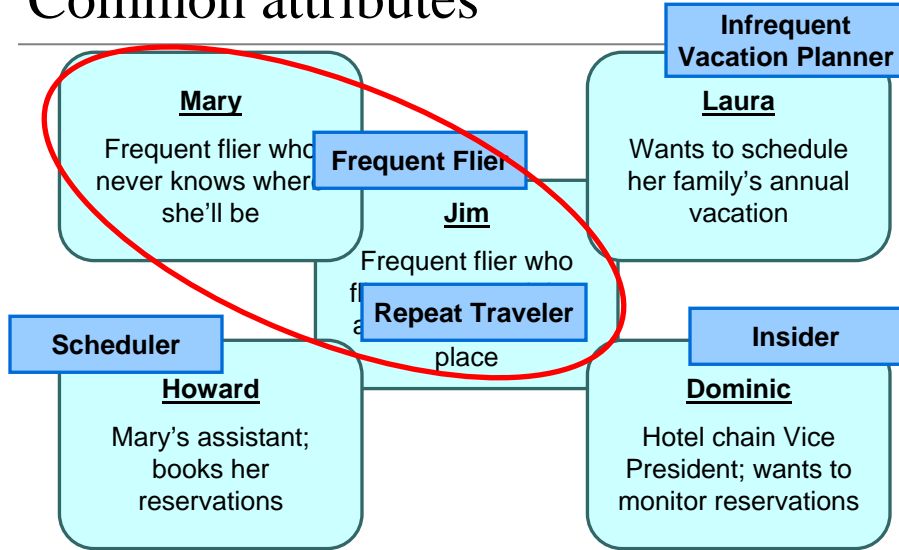 Common attributes
Infrequent
Vacation Planner
Mary
Frequent flier who
never knows where
she'll be
Frequent Flier
Laura
Wants to schedule
her family's annual
vacation
Jim
Frequent flier who
Repeat Traveler
place
Scheduler
Howard
Mary's assistant;
books her
reservations
Insider
Dominic
Hotel chain Vice
President; wants to
monitor reservations